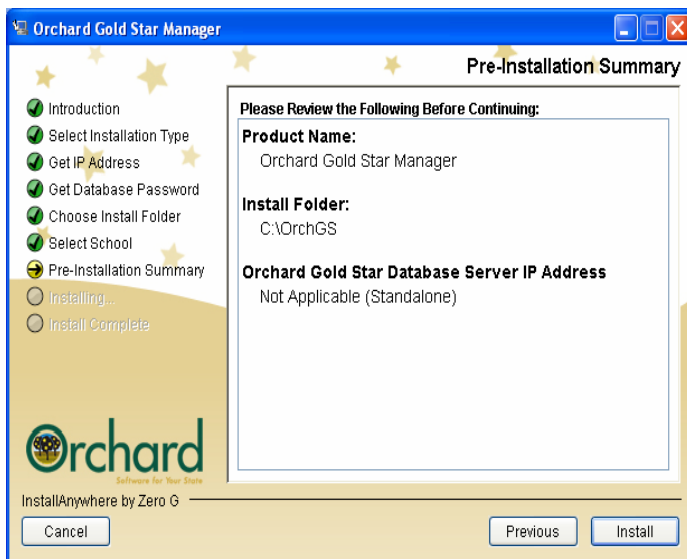 Orchard Gold Star Manager
Pre-Installation Summary
Introduction
Select Installation Type
Get IP Address
Get Database Password
Choose Install Folder
Select School
Pre-Installation Summary
Installing...
Install Complete
Please Review the Following Before Continuing:
Product Name:
Orchard Gold Star Manager
Install Folder:
C:\OrchGS
Orchard Gold Star Database Server IP Address
Not Applicable (Standalone)
Orchard
Software for Your State
InstallAnywhere by Zero G
Cancel
Previous
Install